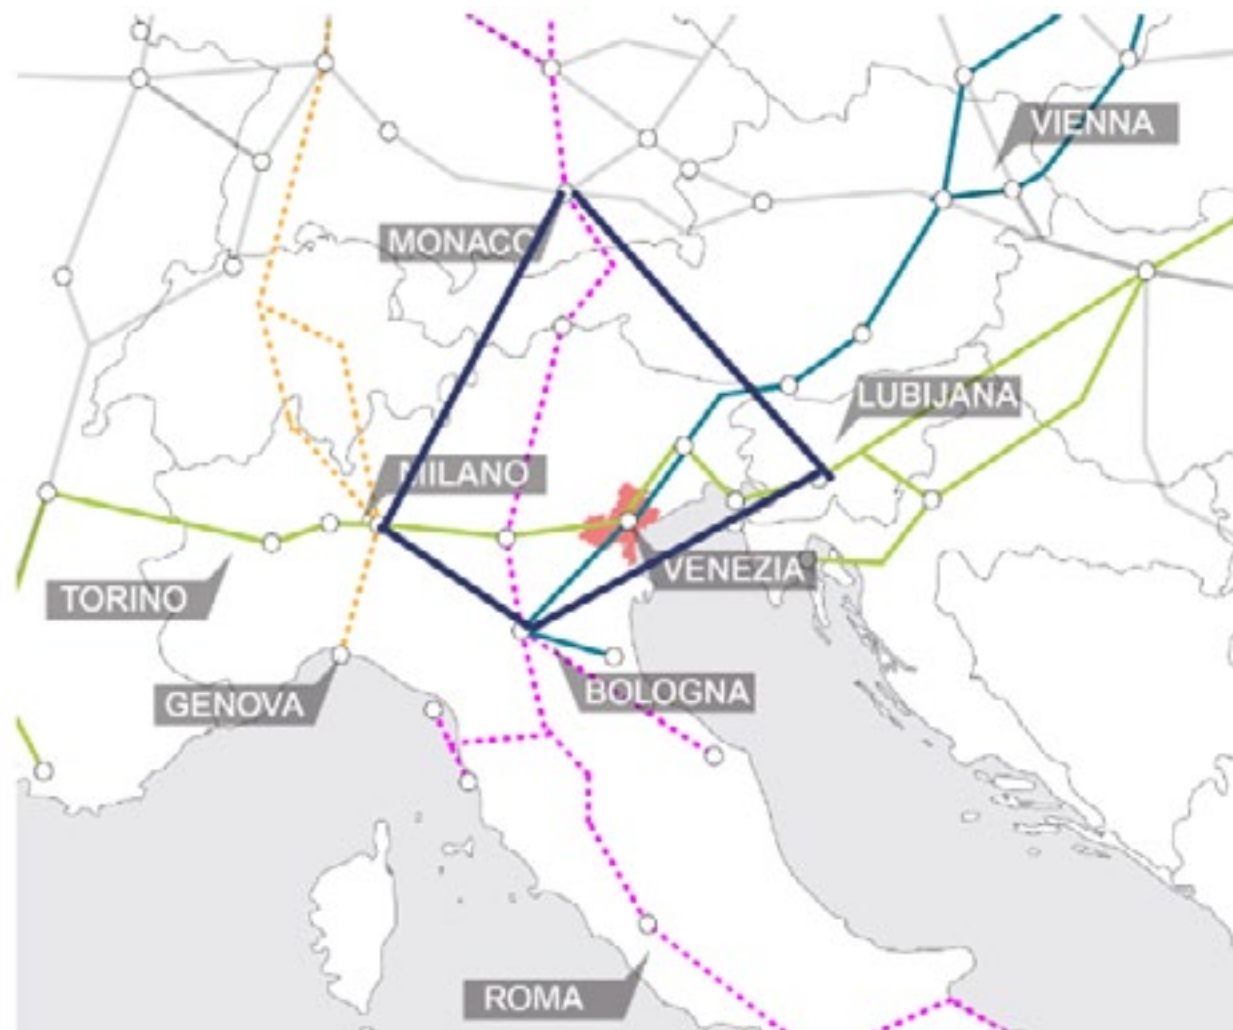 VIENNA
MONACO
LUBIJANA
MILANO
TORINO
VENEZIA
GENOVA
BOLOGNA
ROMA